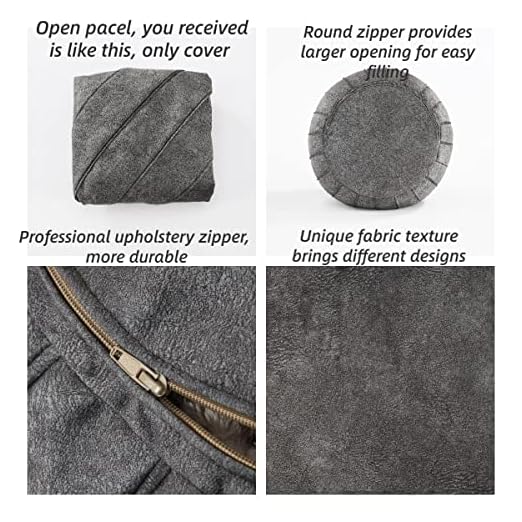 Open pacel, you received
is like this, only cover
Round zipper provides
larger opening for easy
filling
Professional upholstery zipper,
more durable
Unique fabric texture
brings different designs